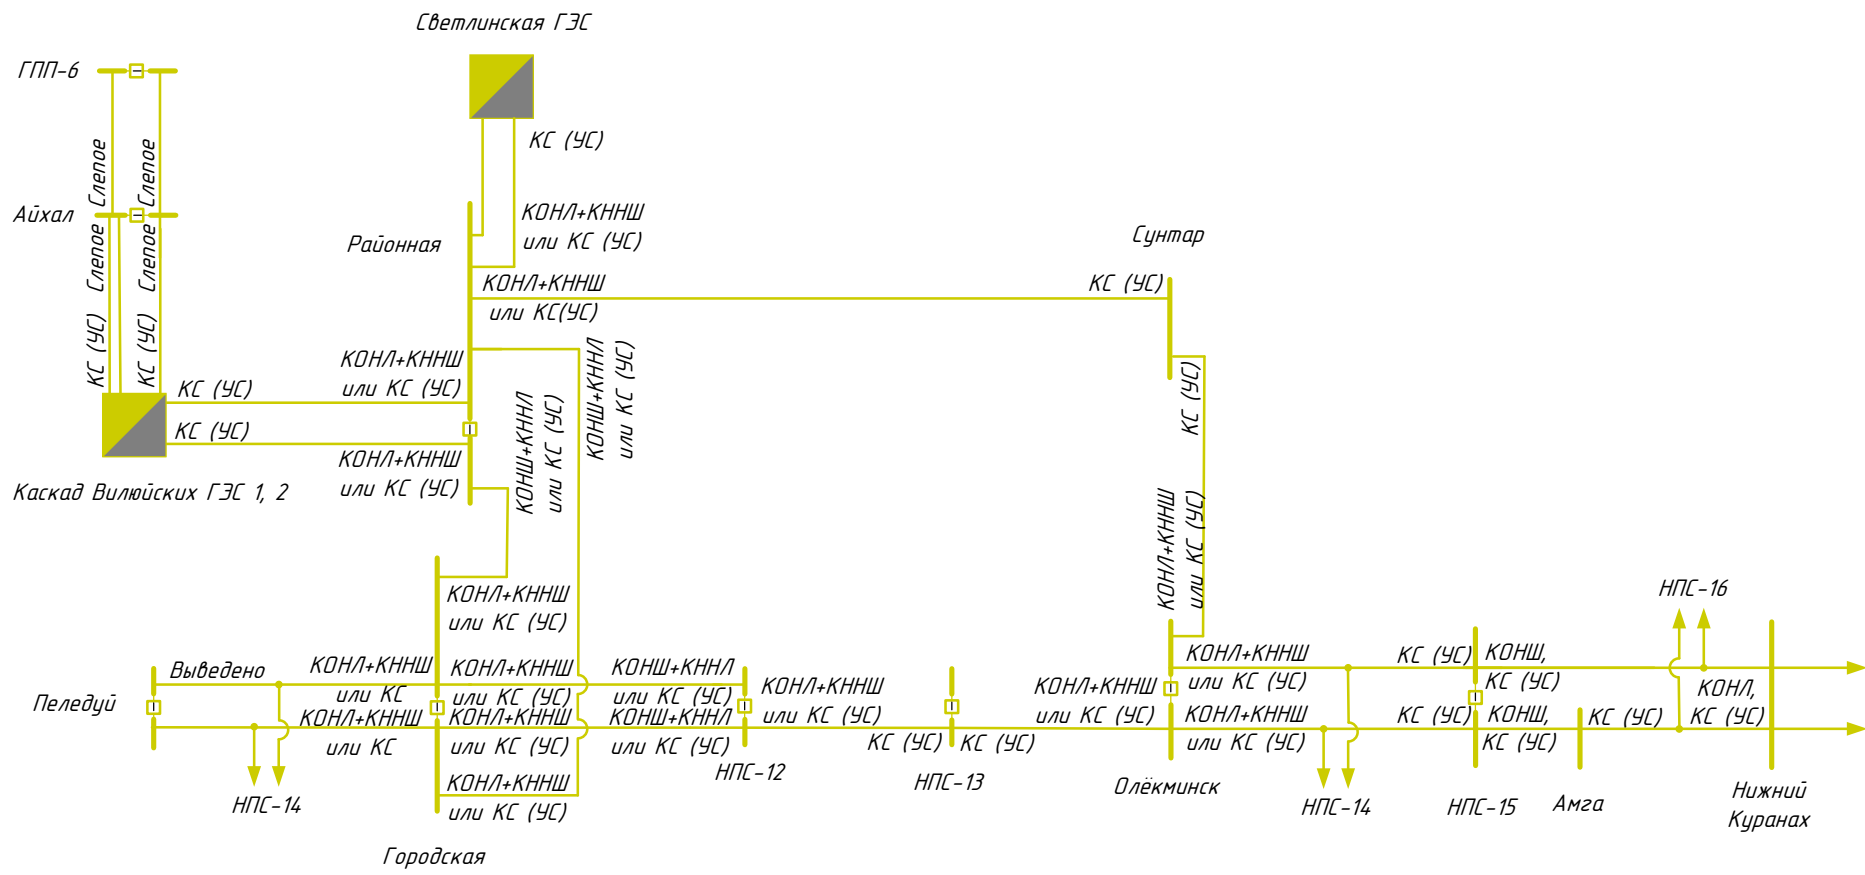 Светлинская ГЭС
ГПП-6
КС (УС)
Слепое
Слепое
Айхал
КОНЛ+КННШ
или КС (УС)
Районная
Сунтар
Слепое
Слепое
КС (УС)
КС (УС)
КОНЛ+КННШ
или КС(УС)
КС (УС)
КОНШ+КННЛ
или КС (УС)
КОНЛ+КННШ
или КС (УС)
КС (УС)
КС (УС)
КОНЛ+КННШ
или КС (УС)
КОНШ+КННЛ
или КС (УС)
КС (УС)
Каскад Вилюйских ГЭС 1, 2
КОНЛ+КННШ
или КС (УС)
КОНЛ+КННШ
или КС (УС)
НПС-16
Пеледуй
Выведено
КОНЛ+КННШ
или КС
КОНЛ+КННШ
или КС (УС)
КОНШ+КННЛ
или КС (УС)
КОНЛ+КННШ
или КС (УС)
КОНЛ+КННШ
или КС (УС)
КОНЛ+КННШ
или КС (УС)
КС (УС)
КОНШ,
КС (УС)
КОНЛ,
КС (УС)
КОНЛ+КННШ
или КС
КОНЛ+КННШ
или КС (УС)
КОНШ+КННЛ
или КС (УС)
КС (УС)
КС (УС)
КОНЛ+КННШ
или КС (УС)
КС (УС)
КОНШ,
КС (УС)
КС (УС)
НПС-14
КОНЛ+КННШ
или КС (УС)
НПС-12
НПС-13
Олёкминск
НПС-14
НПС-15
Амга
Нижний
Куранах
Городская